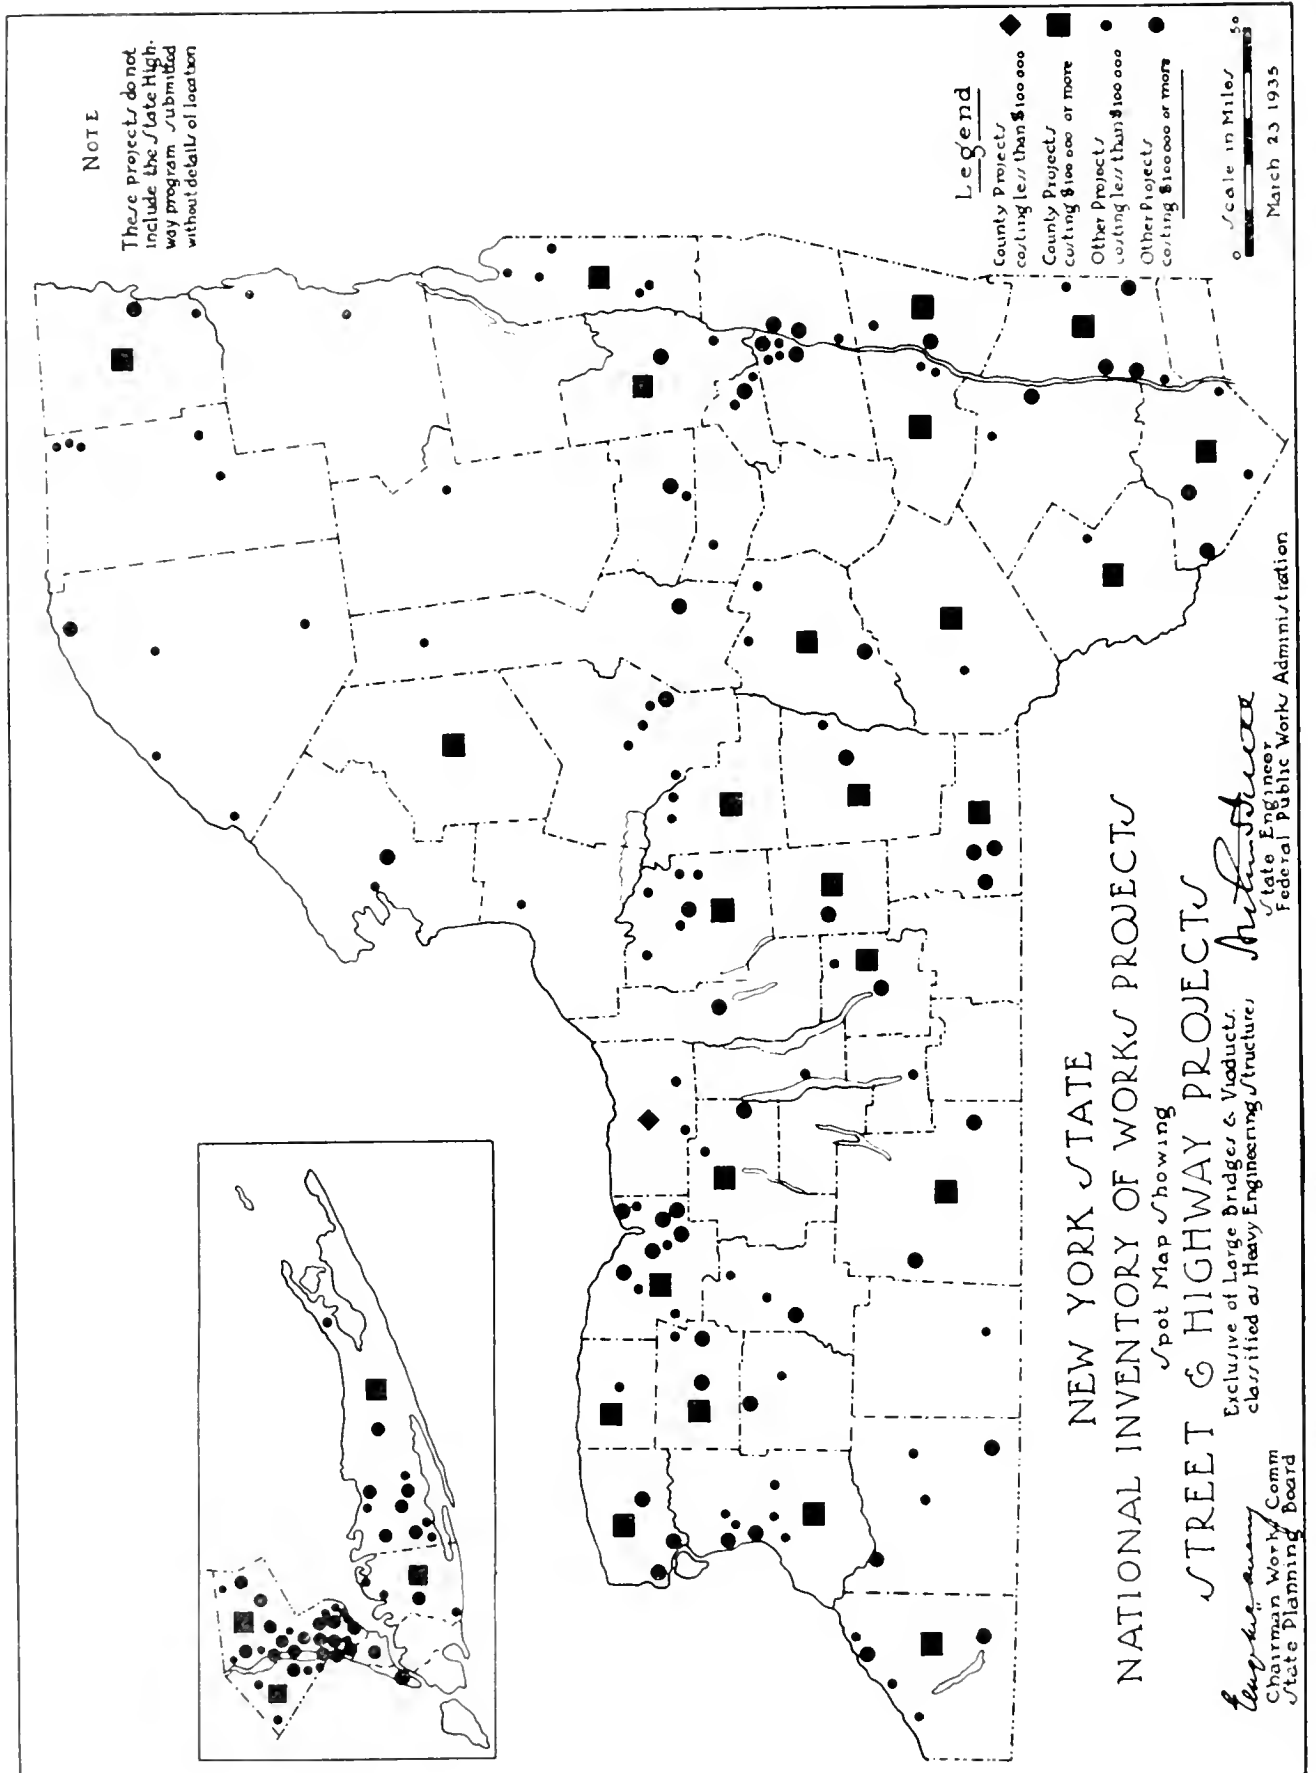 NOTE
These projects do not
include the State High-
way program submitted
without details of location
Legend
County Projects
costing less than $100 000
County Projects
costing $100 000 or more
Other Projects
costing less than $100 000
Other Projects
costing $100 000 or more
0 Scale in Miles 50
March 23 1935
NEW YORK STATE
NATIONAL INVENTORY OF WORKS PROJECTS
Spot Map Showing
STREET & HIGHWAY PROJECTS
Exclusive of Large Bridges & Viaducts.
classified as Heavy Engineering Structures
Chairman Works Comm
State Planning Board
State Engineer
Federal Public Works Administration